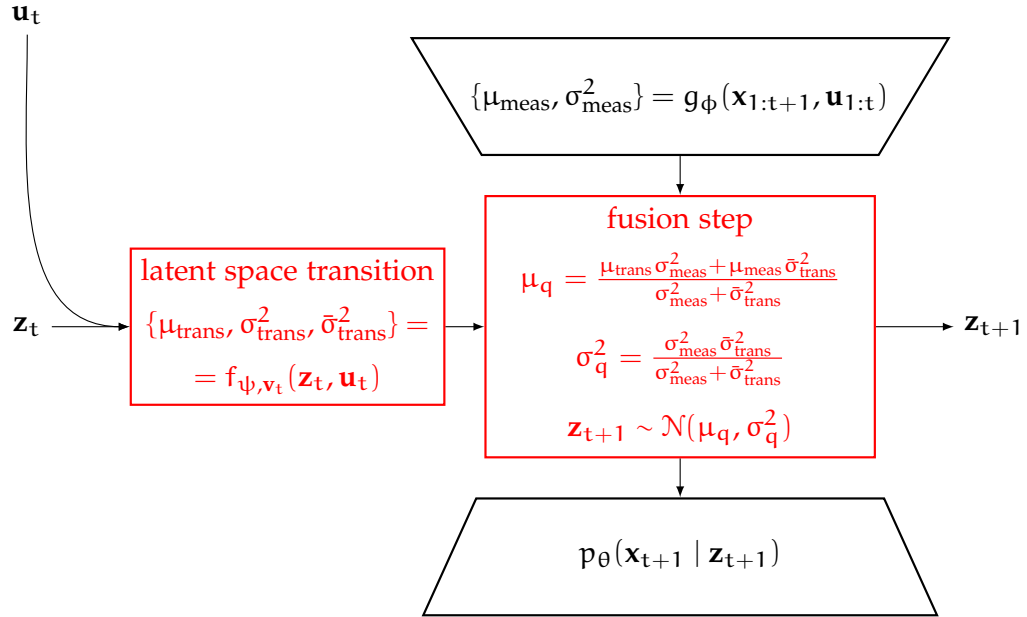 u_t
{μ_meas, σ²_meas} = g_ϕ(x_{1:t+1}, u_{1:t})
fusion step
latent space transition
μ_q = (μ_trans σ²_meas + μ_meas σ̄²_trans) / (σ²_meas + σ̄²_trans)
z_t
{μ_trans, σ²_trans, σ̄²_trans} =
z_{t+1}
= f_{ψ,v_t}(z_t, u_t)
σ²_q = (σ²_meas σ̄²_trans) / (σ²_meas + σ̄²_trans)
z_{t+1} ∼ N(μ_q, σ²_q)
p_θ(x_{t+1} | z_{t+1})